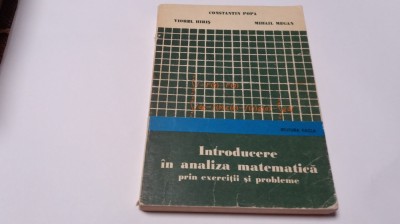 CONSTANTIN POPA
VIOREL HIRIȘ
MIHAIL MEGAN
Introducere
în analiza matematică
prin exerciții și probleme